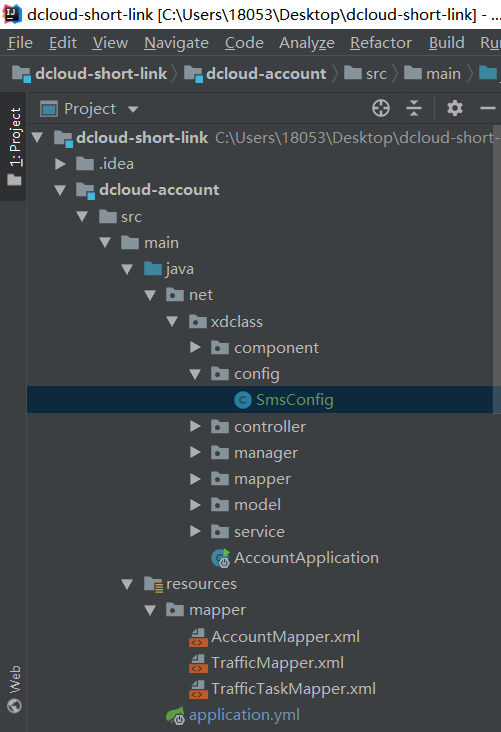 dcloud-short-link [C:\Users\18053\Desktop\dcloud-short-link] - ...
File Edit View Navigate Code Analyze Refactor Build Ru
dcloud-short-link dcloud-account src main
1: Project
Project
dcloud-short-link C:\Users\18053\Desktop\dcloud-short-
.idea
dcloud-account
src
main
java
net
xdclass
component
config
SmsConfig
controller
manager
mapper
model
service
AccountApplication
resources
mapper
AccountMapper.xml
TrafficMapper.xml
TrafficTaskMapper.xml
application.yml
Web